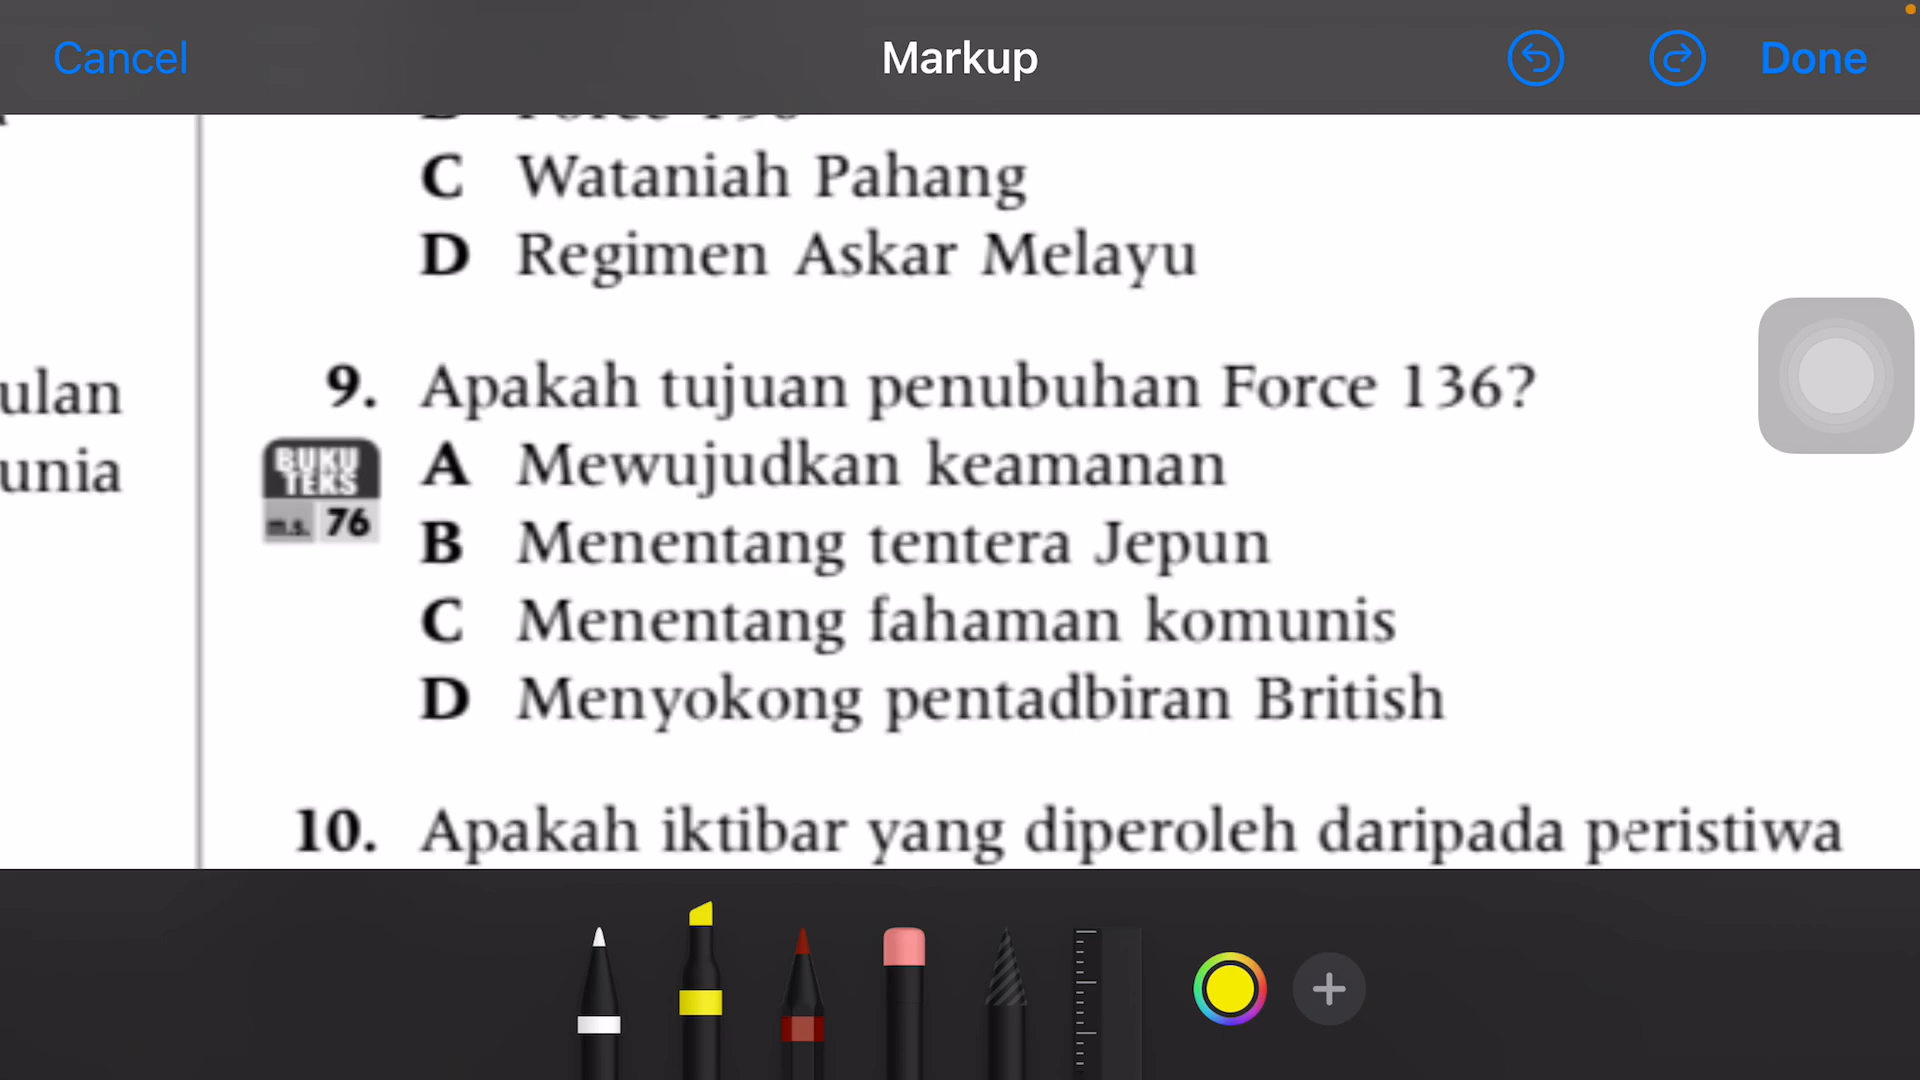 Cancel
Markup
Done
C Wataniah Pahang
D Regimen Askar Melayu
ulan
unia
9. Apakah tujuan penubuhan Force 136?
BUKU
TEKS
m.s. 76
A Mewujudkan keamanan
B Menentang tentera Jepun
C Menentang fahaman komunis
D Menyokong pentadbiran British
10. Apakah iktibar yang diperoleh daripada peristiwa